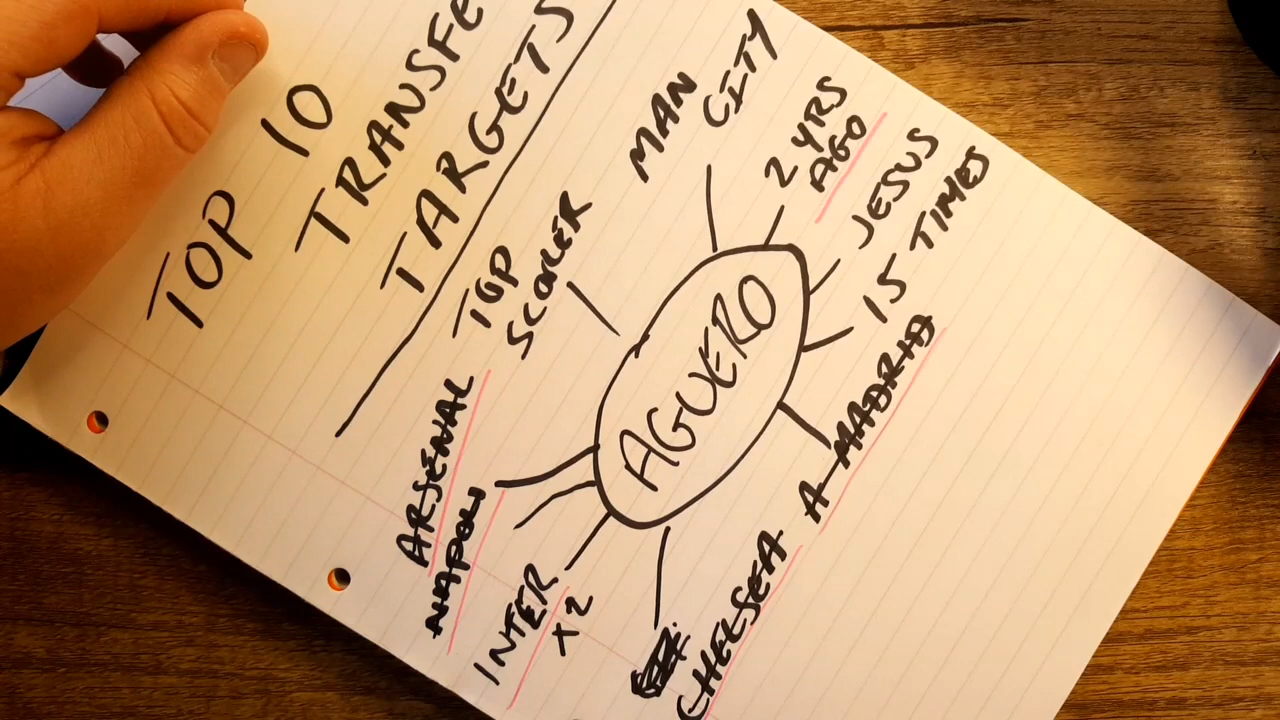 TOP 10
TRANSFE
TARGETS
MAN
CITY
2 YRS
AGO
JESUS
15 TIMES
A MADRID
CHELSEA
INTER
x2
NAPOLI
ARSENAL
TOP
SCORER
AGUERO